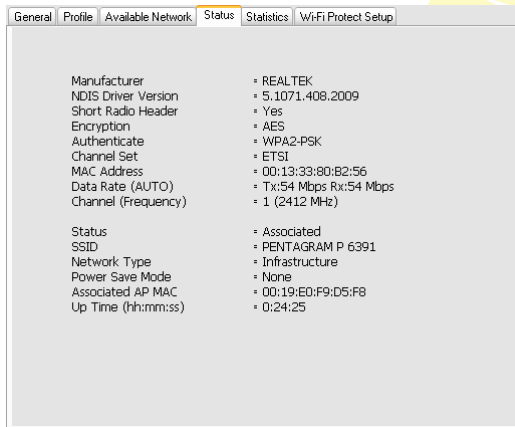 General Profile Available Network Status Statistics Wi-Fi Protect Setup
Manufacturer = REALTEK
NDIS Driver Version = 5.1071.408.2009
Short Radio Header = Yes
Encryption = AES
Authenticate = WPA2-PSK
Channel Set = ETSI
MAC Address = 00:13:33:80:B2:56
Data Rate (AUTO) = Tx:54 Mbps Rx:54 Mbps
Channel (Frequency) = 1 (2412 MHz)
Status = Associated
SSID = PENTAGRAM P 6391
Network Type = Infrastructure
Power Save Mode = None
Associated AP MAC = 00:19:E0:F9:D5:F8
Up Time (hh:mm:ss) = 0:24:25